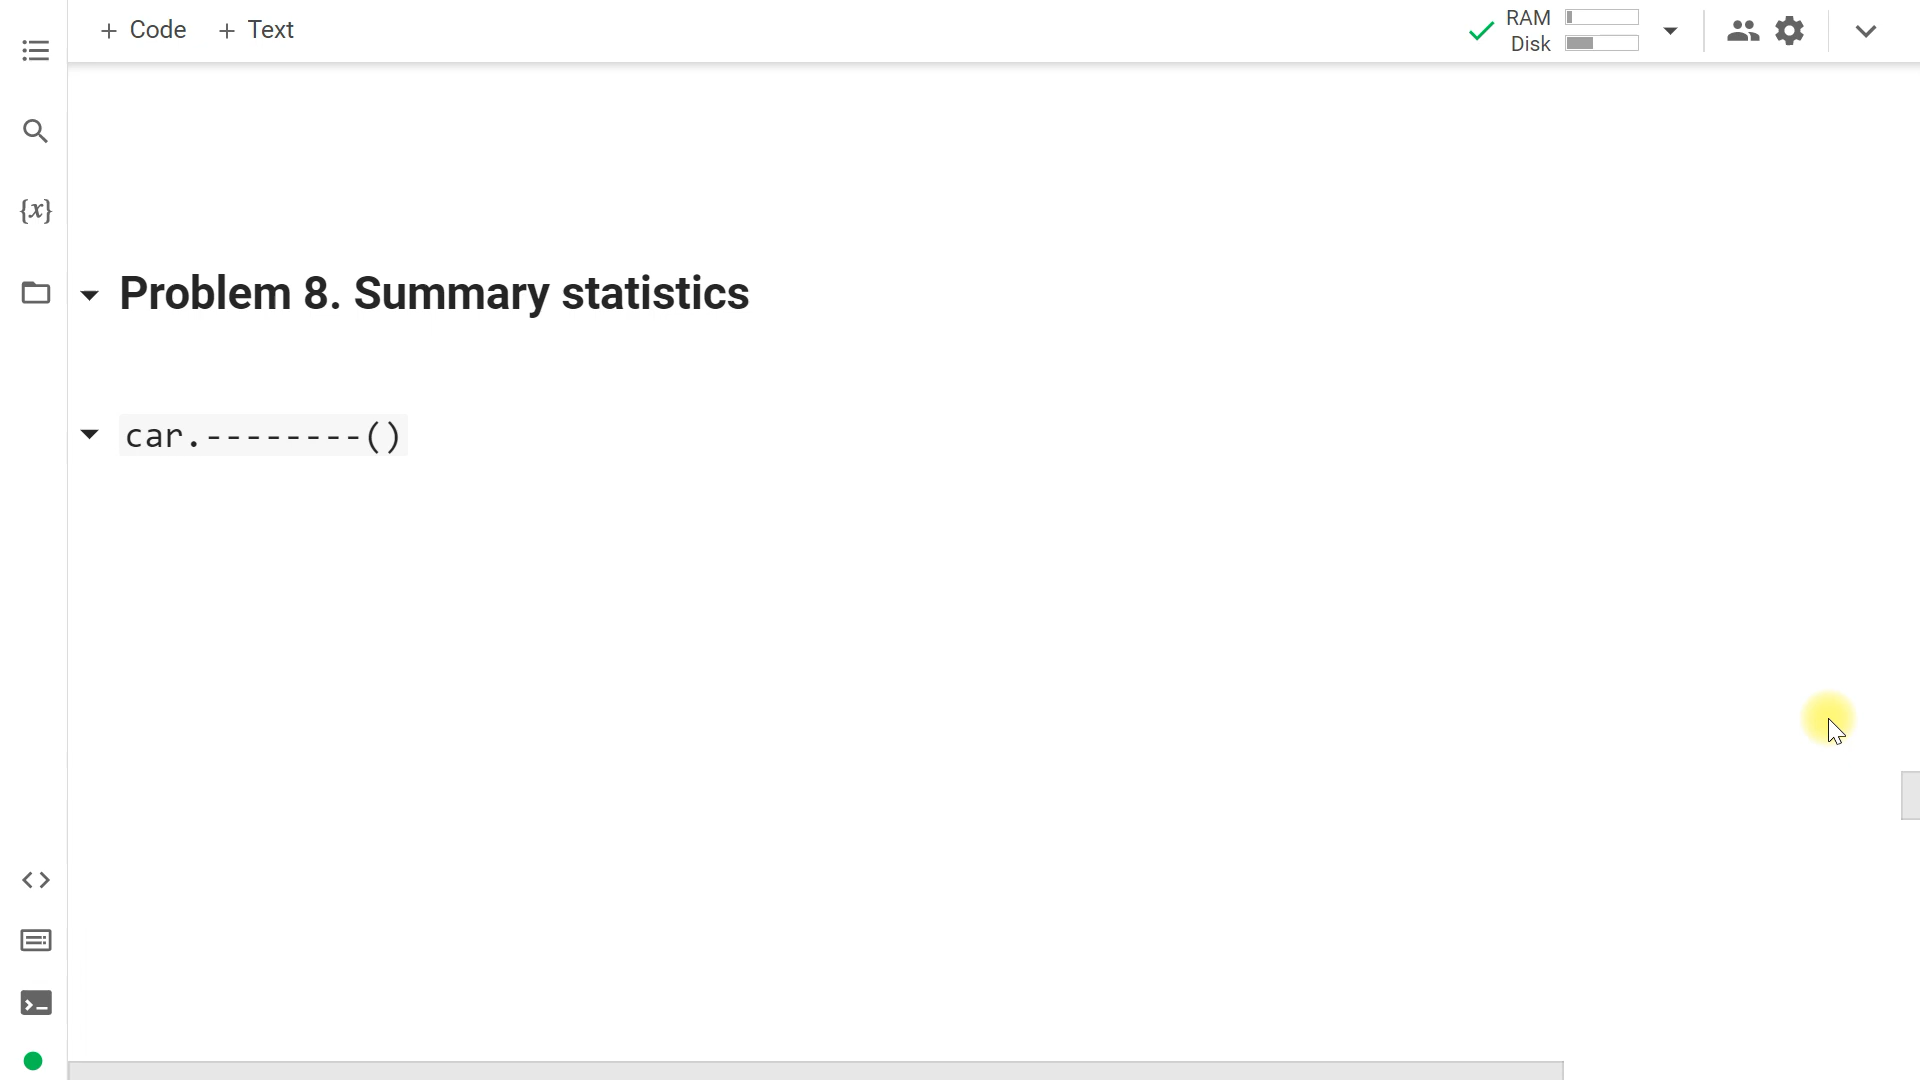 + Code + Text
RAM
Disk
{x}
Problem 8. Summary statistics
car.--------()